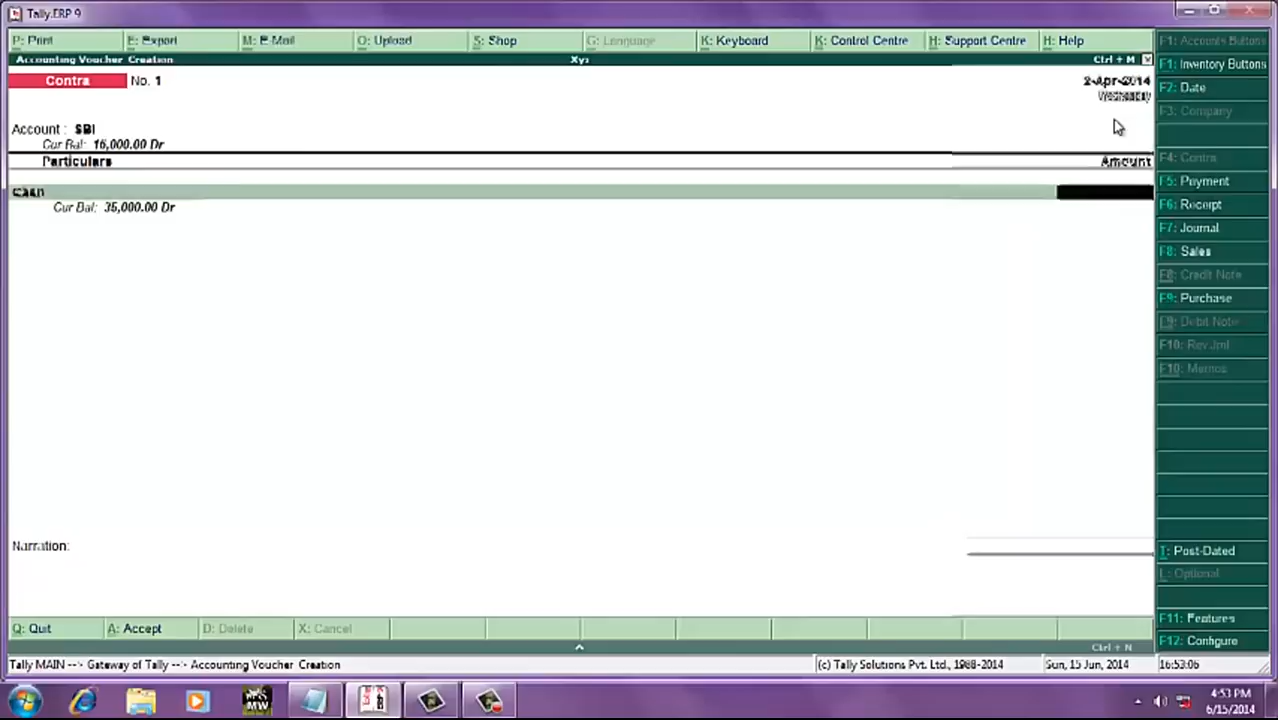 Tally.ERP 9
P: Print E: Export M: E-Mail O: Upload S: Shop G: Language K: Keyboard K: Control Centre H: Support Centre H: Help
Accounting Voucher Creation Xyz Ctrl + M
Contra No. 1 2-Apr-2014
Wednesday
Account : SBI
Cur Bal: 16,000.00 Dr
Particulars Amount
Cash
Cur Bal: 35,000.00 Dr
Narration:
F1: Accounts Buttons
F1: Inventory Buttons
F2: Date
F3: Company
F4: Contra
F5: Payment
F6: Receipt
F7: Journal
F8: Sales
F8: Credit Note
F9: Purchase
F9: Debit Note
F10: Rev Jrnl
F10: Memos
T: Post-Dated
L: Optional
F11: Features
F12: Configure
Q: Quit A: Accept D: Delete X: Cancel
Ctrl + N
Tally MAIN --> Gateway of Tally --> Accounting Voucher Creation (c) Tally Solutions Pvt. Ltd., 1988-2014 Sun, 15 Jun, 2014 16:53:06
4:53 PM
6/15/2014